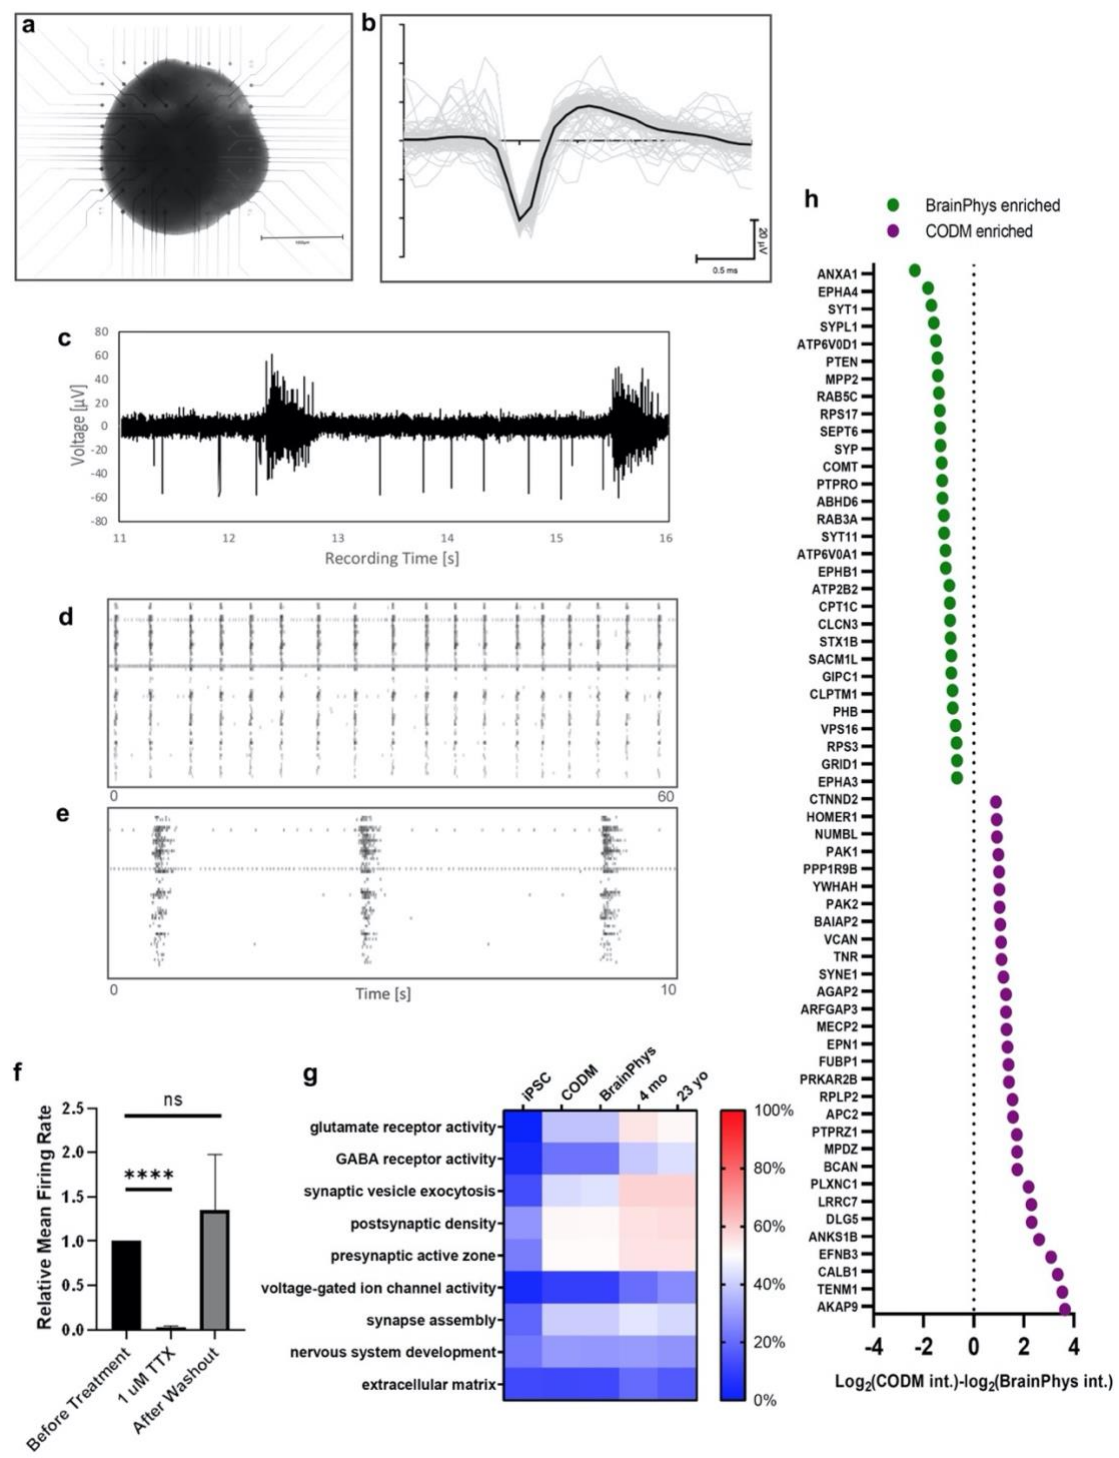 a
b
20 µV
0.5 ms
c
80
60
40
20
0
-20
-40
-60
-80
Voltage [µV]
11
12
13
14
15
16
Recording Time [s]
d
0
60
e
0
10
Time [s]
f
ns
****
2.5
2.0
1.5
1.0
0.5
0.0
Relative Mean Firing Rate
Before Treatment
1 uM TTX
After Washout
g
iPSC
CODM
BrainPhys
4 mo
23 yo
glutamate receptor activity
GABA receptor activity
synaptic vesicle exocytosis
postsynaptic density
presynaptic active zone
voltage-gated ion channel activity
synapse assembly
nervous system development
extracellular matrix
100%
80%
60%
40%
20%
0%
h
BrainPhys enriched
CODM enriched
ANXA1
EPHA4
SYT1
SYPL1
ATP6V0D1
PTEN
MPP2
RAB5C
RPS17
SEPT6
SYP
COMT
PTPRO
ABHD6
RAB3A
SYT11
ATP6V0A1
EPHB1
ATP2B2
CPT1C
CLCN3
STX1B
SACM1L
GIPC1
CLPTM1
PHB
VPS16
RPS3
GRID1
EPHA3
CTNND2
HOMER1
NUMBL
PAK1
PPP1R9B
YWHAH
PAK2
BAIAP2
VCAN
TNR
SYNE1
AGAP2
ARFGAP3
MECP2
EPN1
FUBP1
PRKAR2B
RPLP2
APC2
PTPRZ1
MPDZ
BCAN
PLXNC1
LRRC7
DLG5
ANKS1B
EFNB3
CALB1
TENM1
AKAP9
-4
-2
0
2
4
Log2(CODM int.)-log2(BrainPhys int.)